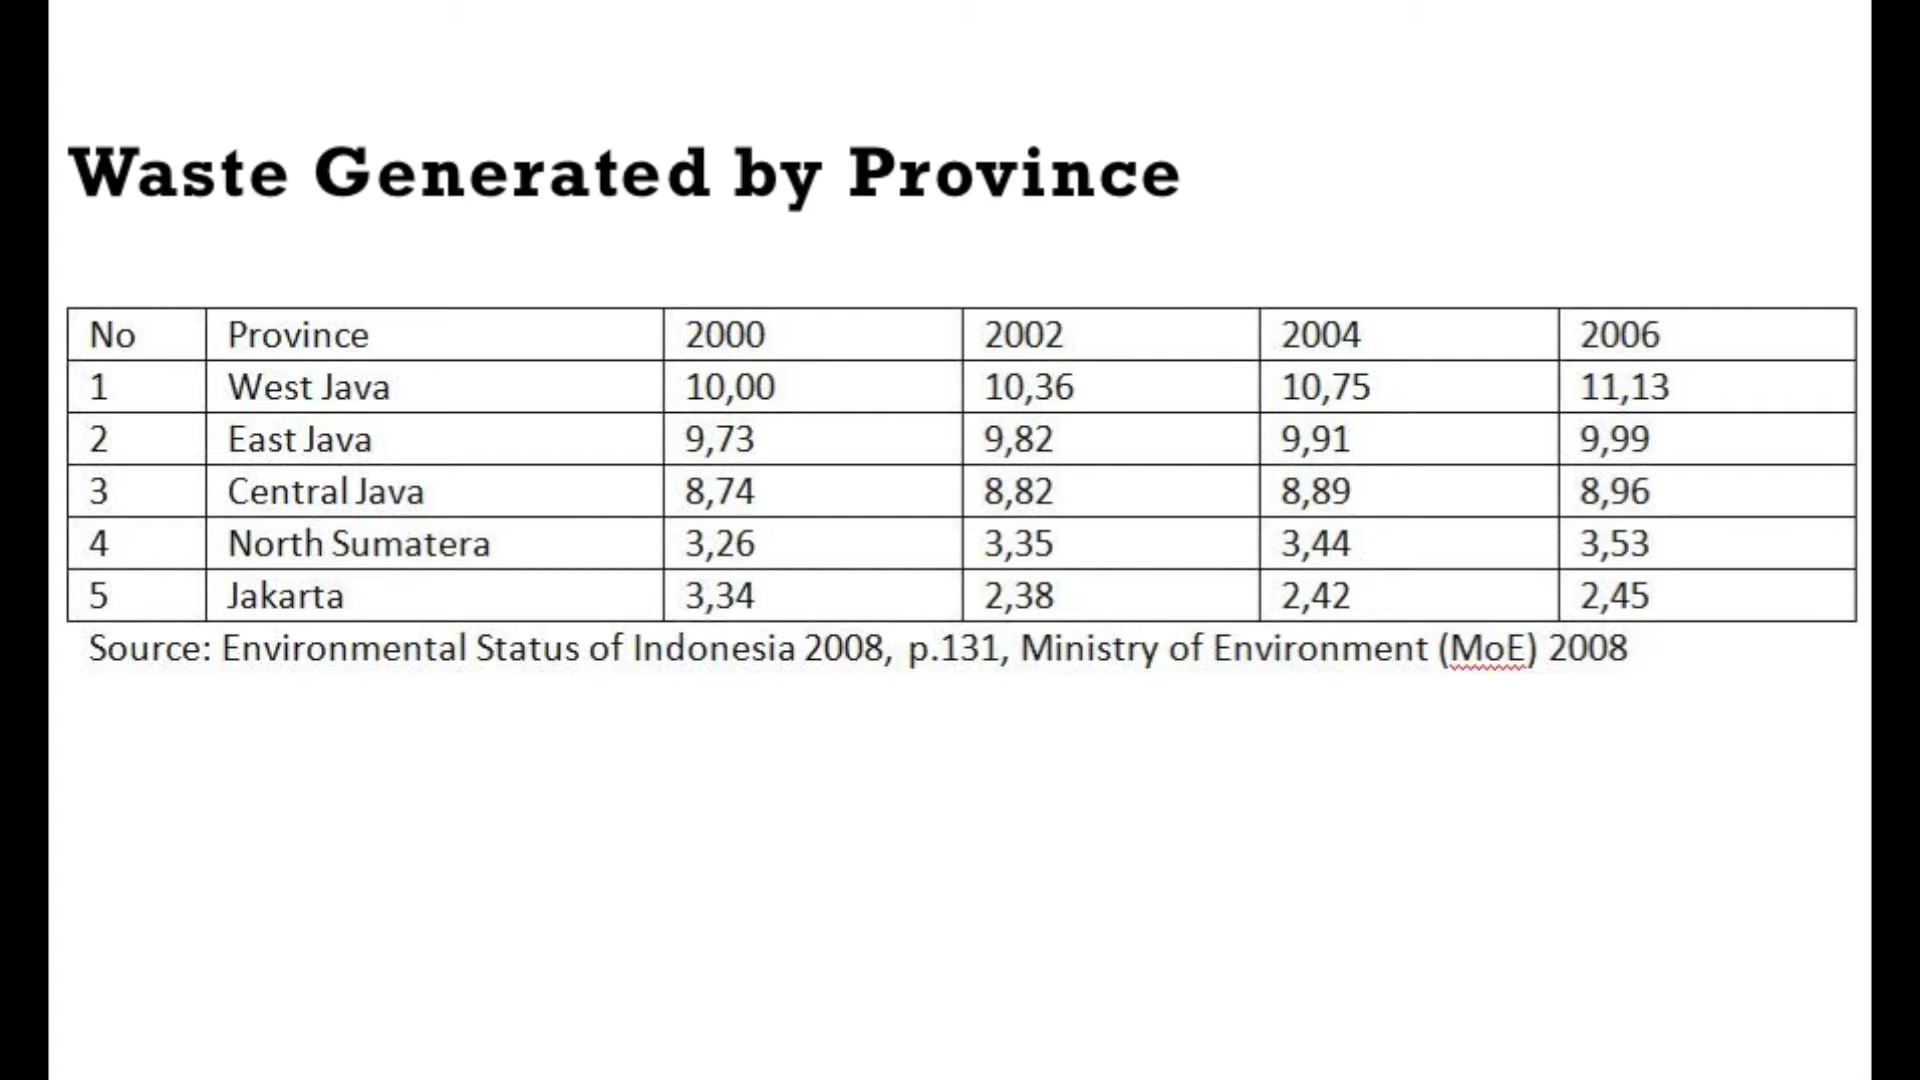 Waste Generated by Province
No Province 2000 2002 2004 2006
1 West Java 10,00 10,36 10,75 11,13
2 East Java 9,73 9,82 9,91 9,99
3 Central Java 8,74 8,82 8,89 8,96
4 North Sumatera 3,26 3,35 3,44 3,53
5 Jakarta 3,34 2,38 2,42 2,45
Source: Environmental Status of Indonesia 2008, p.131, Ministry of Environment (MoE) 2008